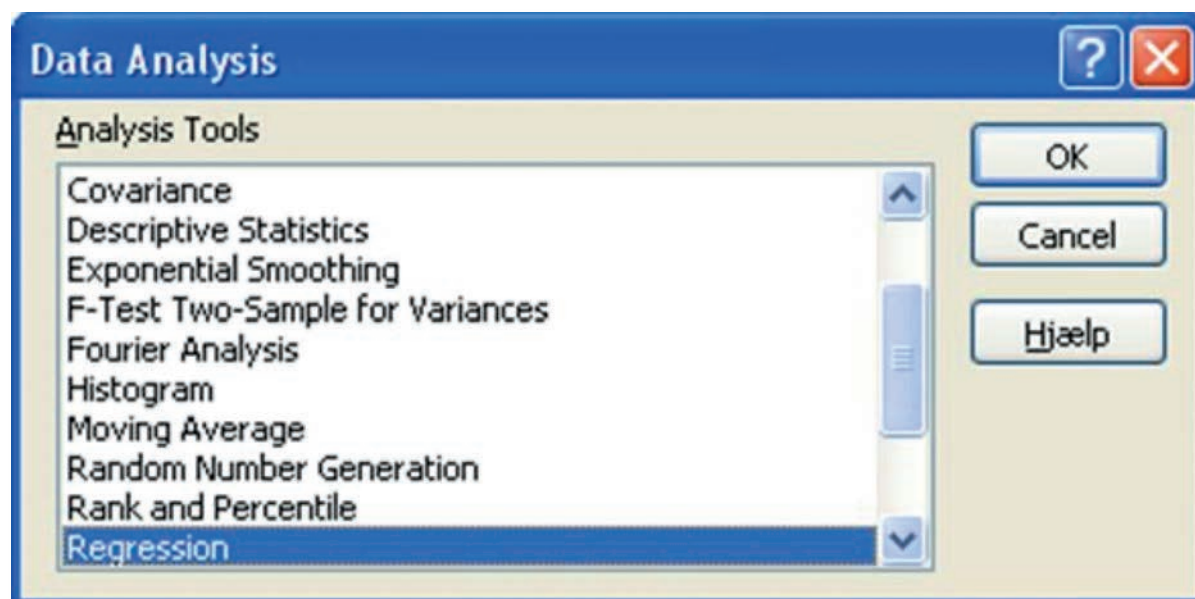 Data Analysis
Analysis Tools
Covariance
Descriptive Statistics
Exponential Smoothing
F-Test Two-Sample for Variances
Fourier Analysis
Histogram
Moving Average
Random Number Generation
Rank and Percentile
Regression
OK
Cancel
Hjælp